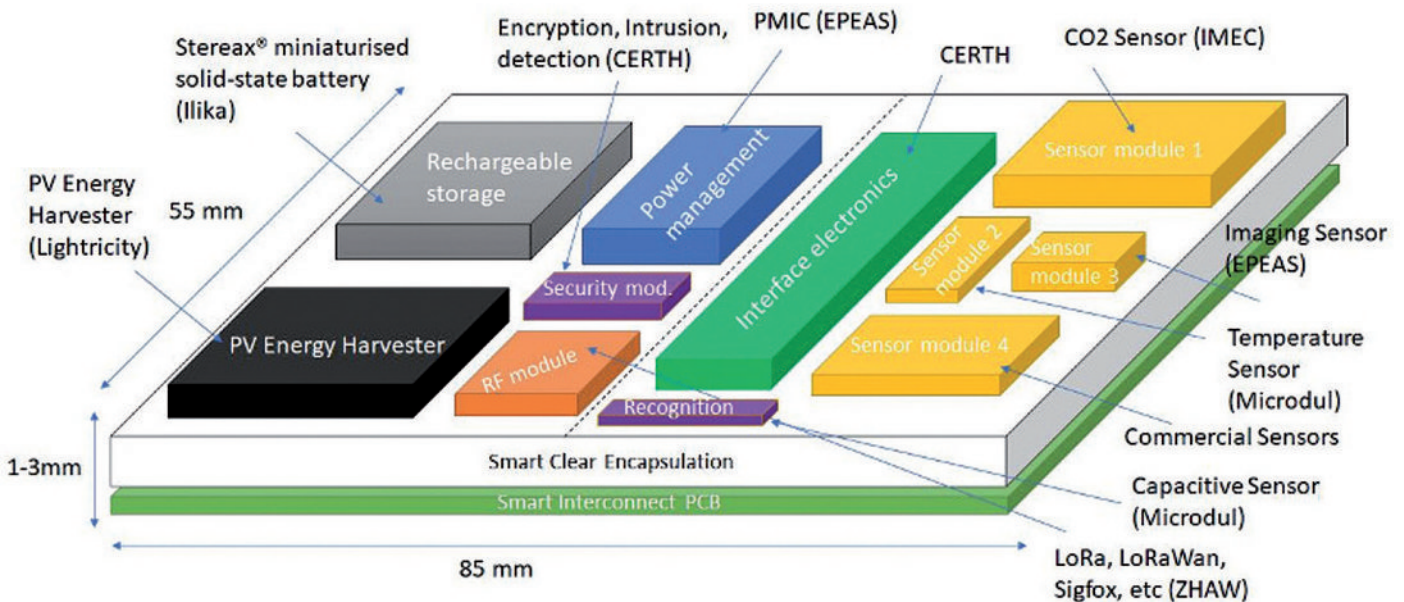 Encryption, Intrusion,
detection (CERTH)
PMIC (EPEAS)
CERTH
CO2 Sensor (IMEC)
Stereax® miniaturised
solid-state battery
(Ilika)
PV Energy
Harvester
(Lightricity)
55 mm
Rechargeable
storage
Power
management
Interface electronics
Sensor module 1
Sensor
module 2
Sensor
module 3
Imaging Sensor
(EPEAS)
Security mod.
PV Energy Harvester
RF module
Sensor module 4
Temperature
Sensor
(Microdul)
Recognition
Commercial Sensors
1-3mm
Smart Clear Encapsulation
Smart Interconnect PCB
Capacitive Sensor
(Microdul)
85 mm
LoRa, LoRaWan,
Sigfox, etc (ZHAW)